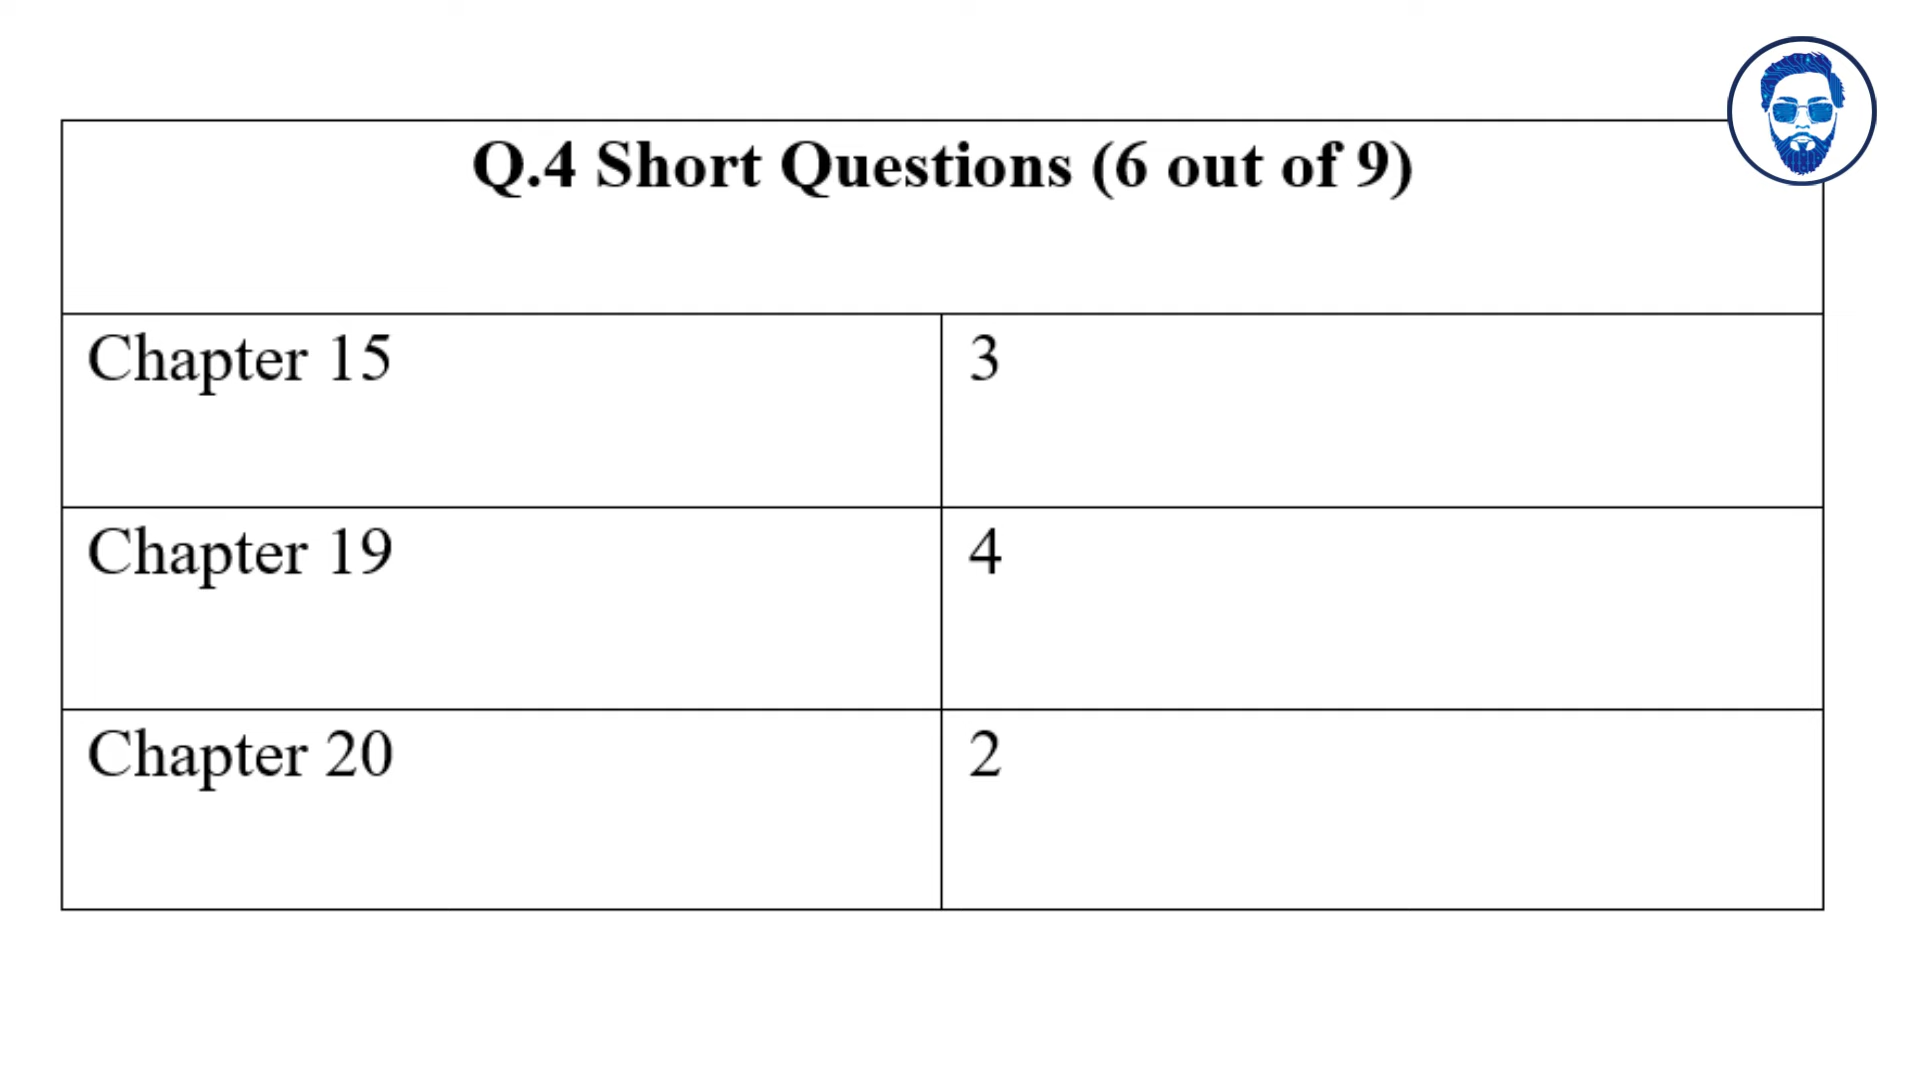 Q.4 Short Questions (6 out of 9)
Chapter 15 3
Chapter 19 4
Chapter 20 2